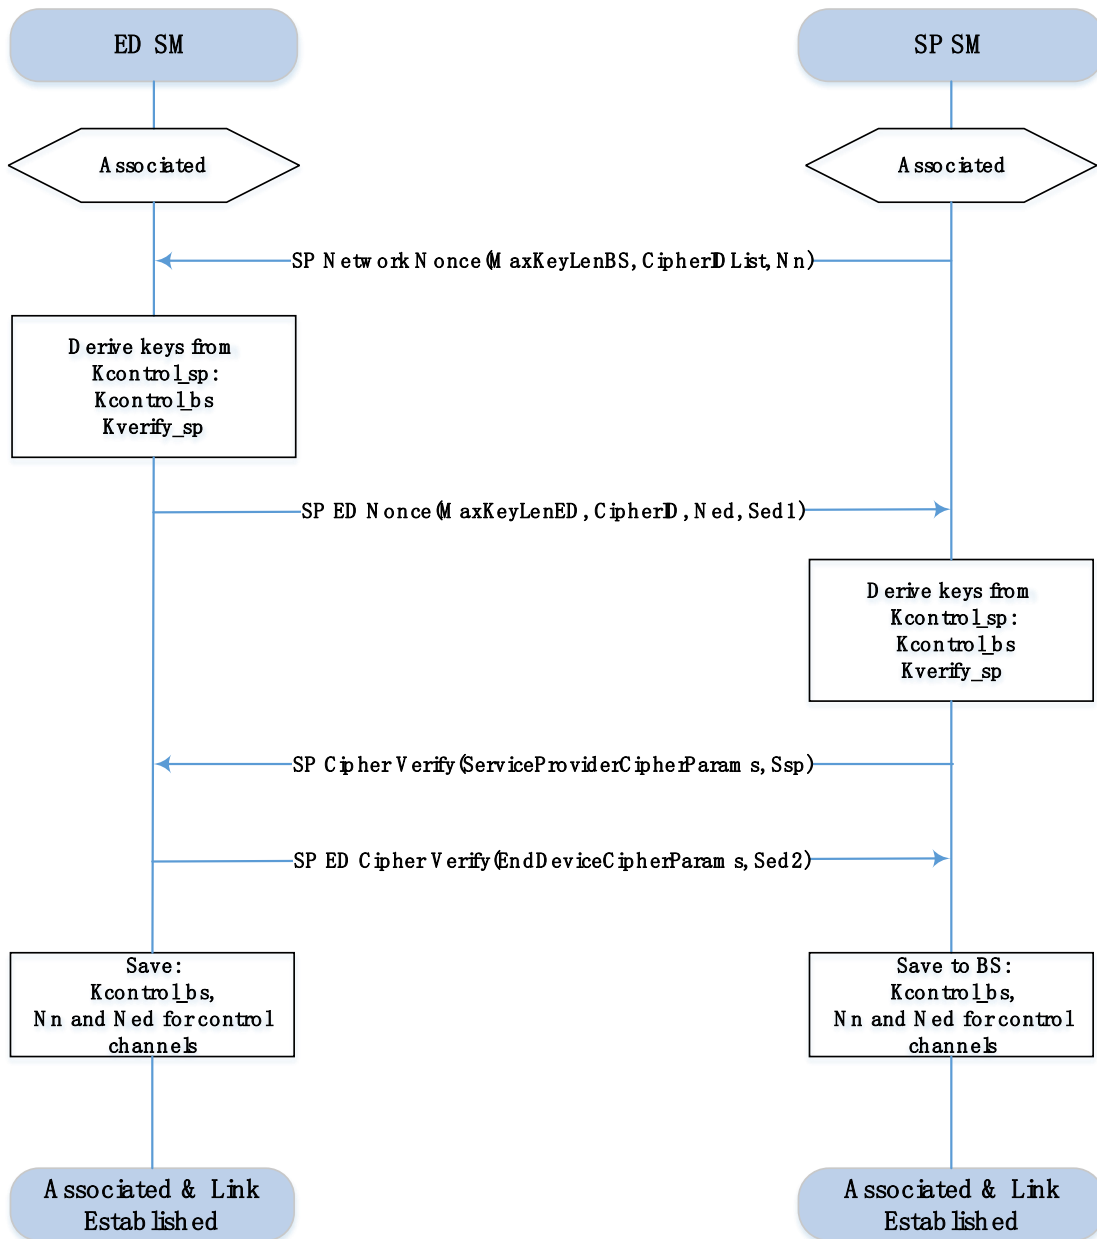 ED SM
SP SM
Associated
Associated
SP Network Nonce(MaxKeyLenBS, CipherIDList, Nn)
Derive keys from
Kcontrol_sp:
Kcontrol_bs
Kverify_sp
SP ED Nonce(MaxKeyLenED, CipherID, Ned, Sed1)
Derive keys from
Kcontrol_sp:
Kcontrol_bs
Kverify_sp
SP Cipher Verify(ServiceProviderCipherParams, Ssp)
SP ED Cipher Verify(EndDeviceCipherParams, Sed2)
Save:
Kcontrol_bs,
Nn and Ned for control
channels
Save to BS:
Kcontrol_bs,
Nn and Ned for control
channels
Associated & Link
Established
Associated & Link
Established